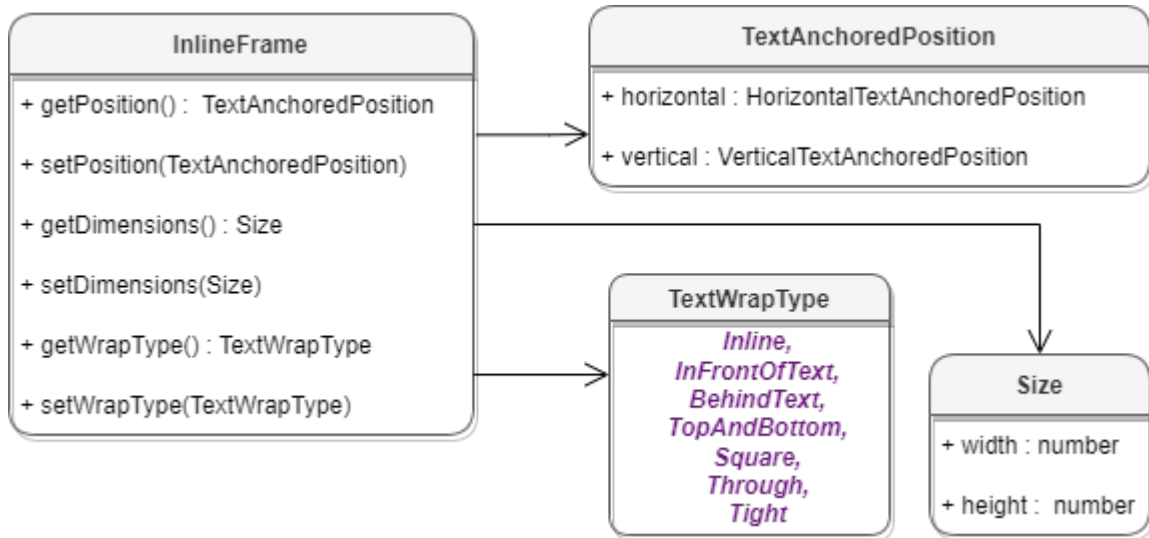 InlineFrame
+ getPosition() :  TextAnchoredPosition
+ setPosition(TextAnchoredPosition)
+ getDimensions() : Size
+ setDimensions(Size)
+ getWrapType() : TextWrapType
+ setWrapType(TextWrapType)
TextAnchoredPosition
+ horizontal : HorizontalTextAnchoredPosition
+ vertical : VerticalTextAnchoredPosition
TextWrapType
Inline,
InFrontOfText,
BehindText,
TopAndBottom,
Square,
Through,
Tight
Size
+ width : number
+ height :  number